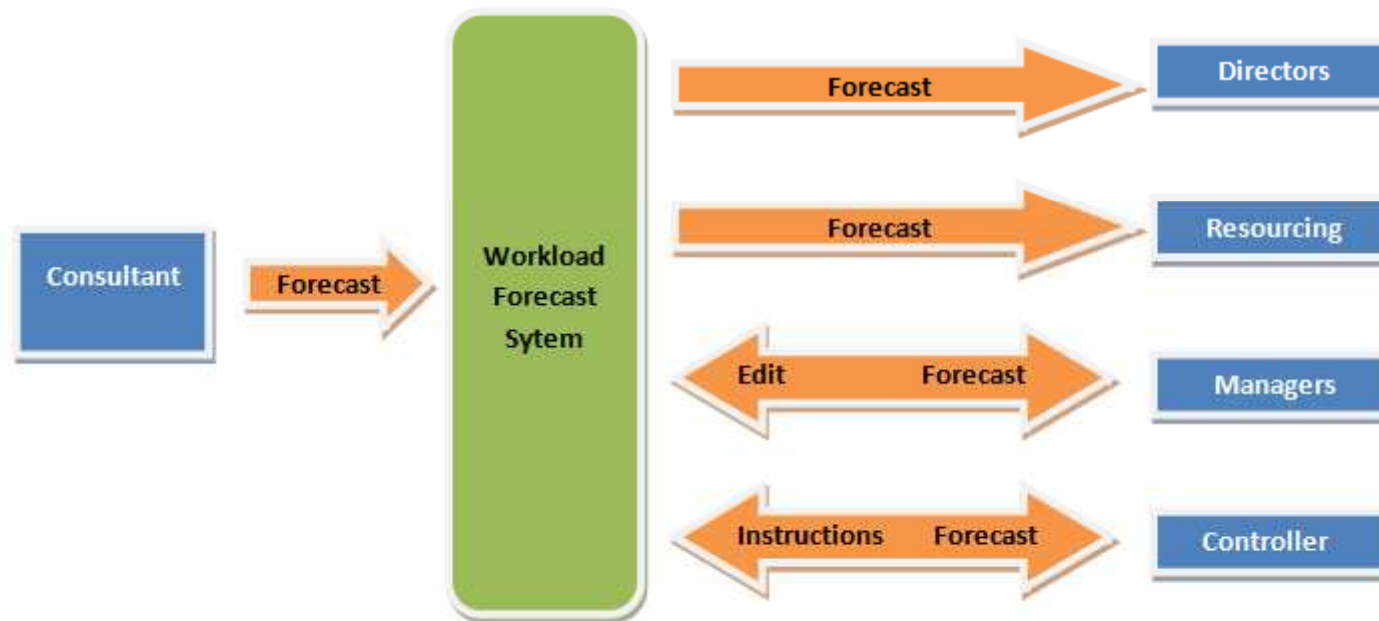 Consultant
Forecast
Workload
Forecast
Sytem
Forecast
Directors
Forecast
Resourcing
Edit Forecast
Managers
Instructions Forecast
Controller